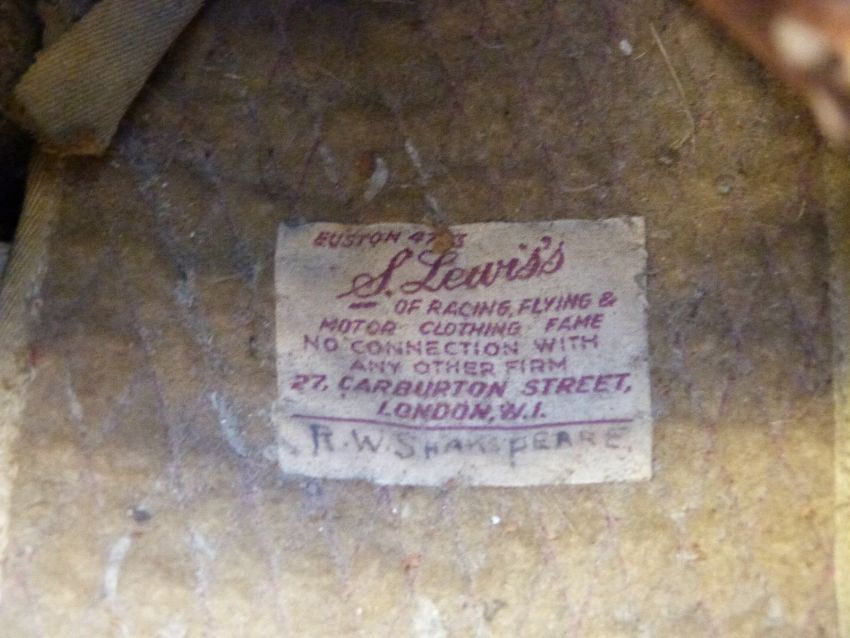 EUSTON
S. Lewis's
OF RACING, FLYING &
MOTOR CLOTHING FAME
NO CONNECTION WITH
ANY OTHER FIRM
27, CARBURTON STREET,
LONDON, W.1.
R.W. SHAKSPEARE